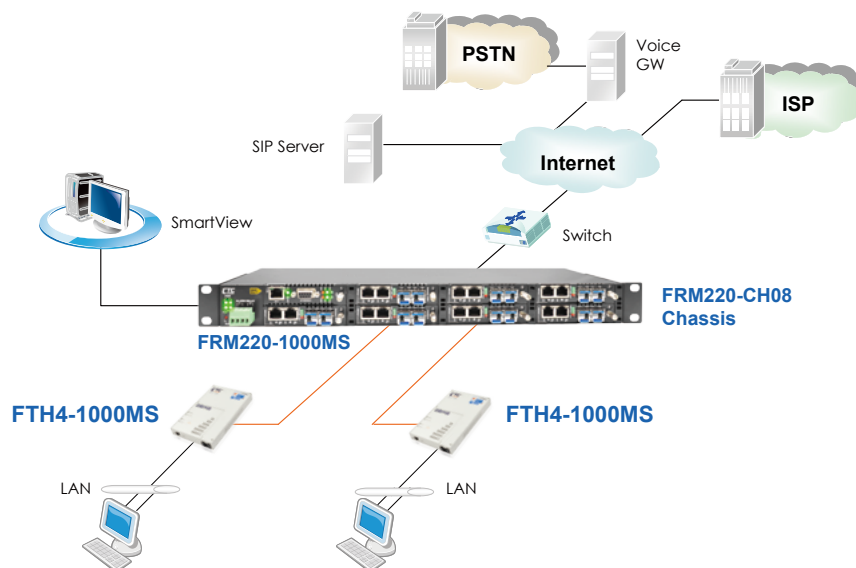 PSTN
Voice
GW
ISP
SIP Server
Internet
SmartView
Switch
CTC
FRM220-CH08
Chassis
FRM220-1000MS
FTH4-1000MS
FTH4-1000MS
LAN
LAN